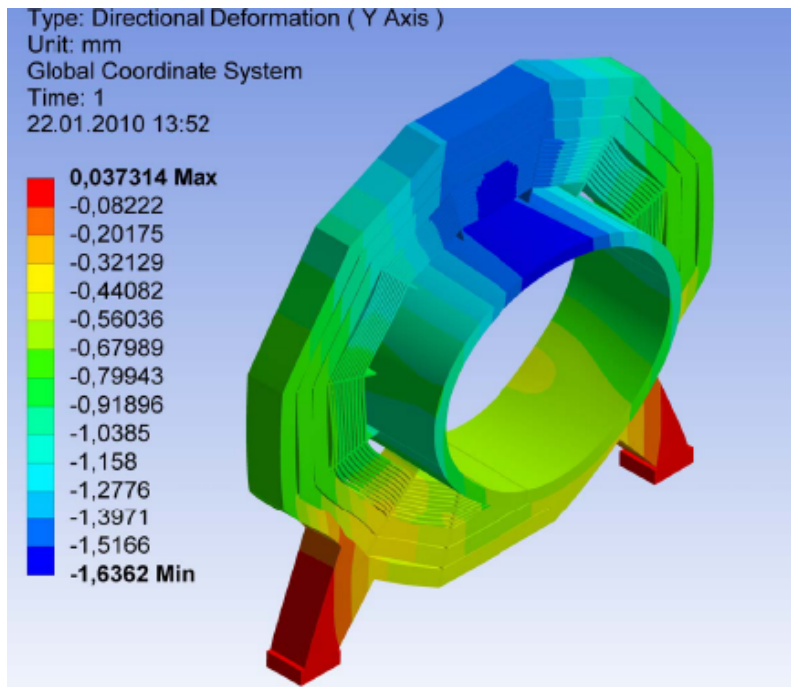 Type: Directional Deformation ( Y Axis )
Unit: mm
Global Coordinate System
Time: 1
22.01.2010 13:52
0,037314 Max
-0,08222
-0,20175
-0,32129
-0,44082
-0,56036
-0,67989
-0,79943
-0,91896
-1,0385
-1,158
-1,2776
-1,3971
-1,5166
-1,6362 Min